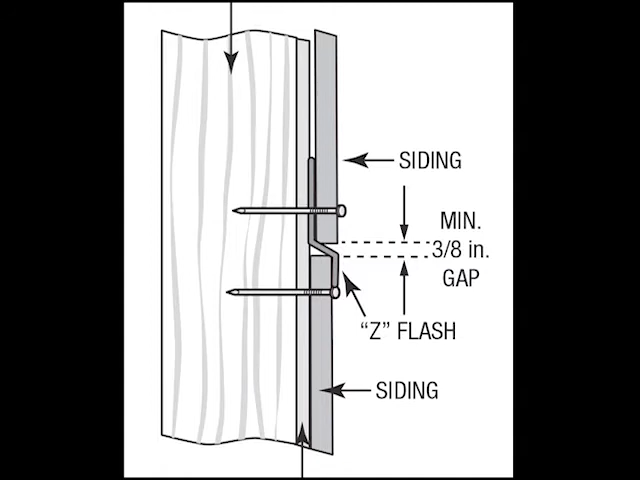 SIDING
MIN.
3/8 in.
GAP
“Z” FLASH
SIDING